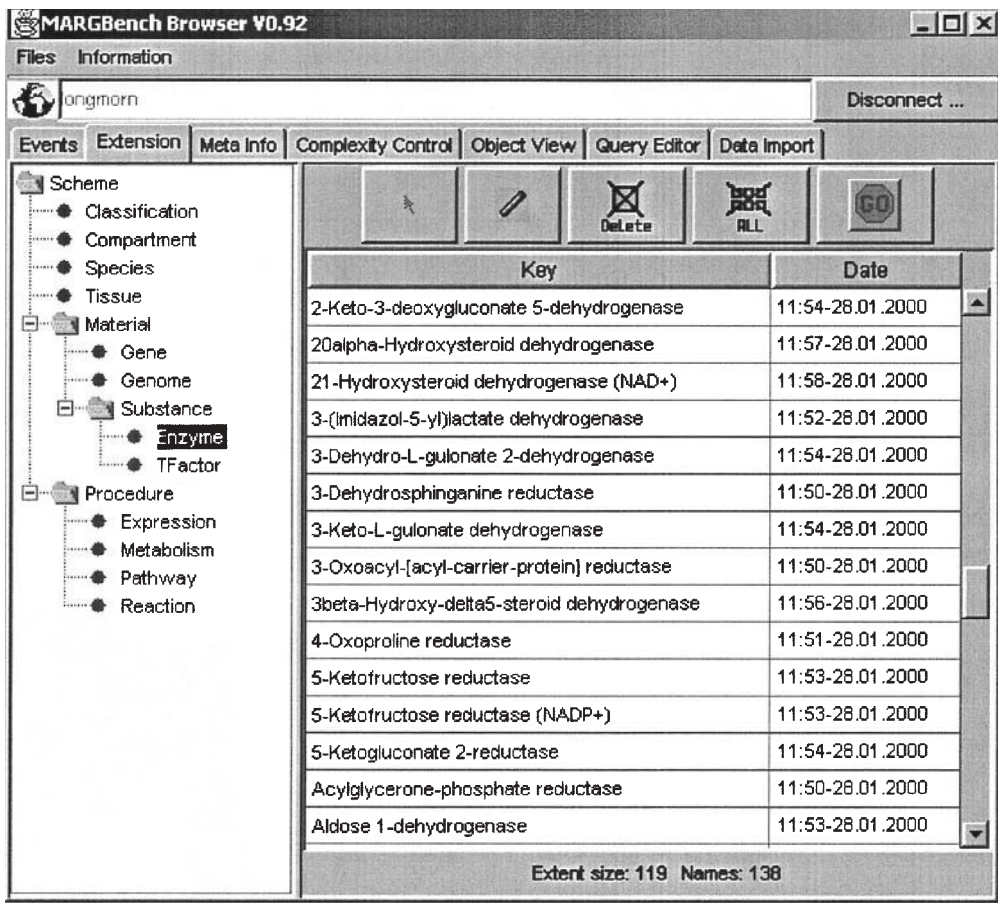 MARGBench Browser V0.92
Files Information
longmorn
Disconnect ...
Events Extension Meta Info Complexity Control Object View Query Editor Data Import
Scheme
Classification
Compartment
Species
Tissue
Material
Gene
Genome
Substance
Enzyme
TFactor
Procedure
Expression
Metabolism
Pathway
Reaction
Delete ALL GO
Key Date
2-Keto-3-deoxygluconate 5-dehydrogenase 11:54-28.01.2000
20alpha-Hydroxysteroid dehydrogenase 11:57-28.01.2000
21-Hydroxysteroid dehydrogenase (NAD+) 11:58-28.01.2000
3-(Imidazol-5-yl)lactate dehydrogenase 11:52-28.01.2000
3-Dehydro-L-gulonate 2-dehydrogenase 11:54-28.01.2000
3-Dehydrosphinganine reductase 11:50-28.01.2000
3-Keto-L-gulonate dehydrogenase 11:54-28.01.2000
3-Oxoacyl-[acyl-carrier-protein] reductase 11:50-28.01.2000
3beta-Hydroxy-delta5-steroid dehydrogenase 11:56-28.01.2000
4-Oxoproline reductase 11:51-28.01.2000
5-Ketofructose reductase 11:53-28.01.2000
5-Ketofructose reductase (NADP+) 11:53-28.01.2000
5-Ketogluconate 2-reductase 11:54-28.01.2000
Acylglycerone-phosphate reductase 11:50-28.01.2000
Aldose 1-dehydrogenase 11:53-28.01.2000
Extent size: 119 Names: 138